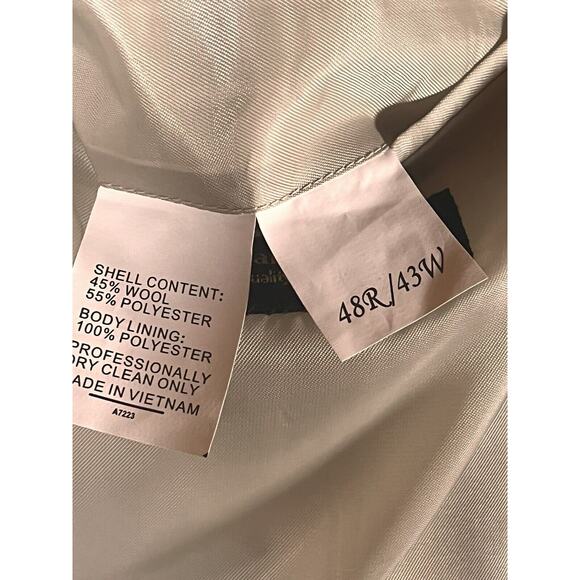 SHELL CONTENT:
45% WOOL
55% POLYESTER
BODY LINING:
100% POLYESTER
PROFESSIONALLY
DRY CLEAN ONLY
MADE IN VIETNAM
A7223
48R/43W